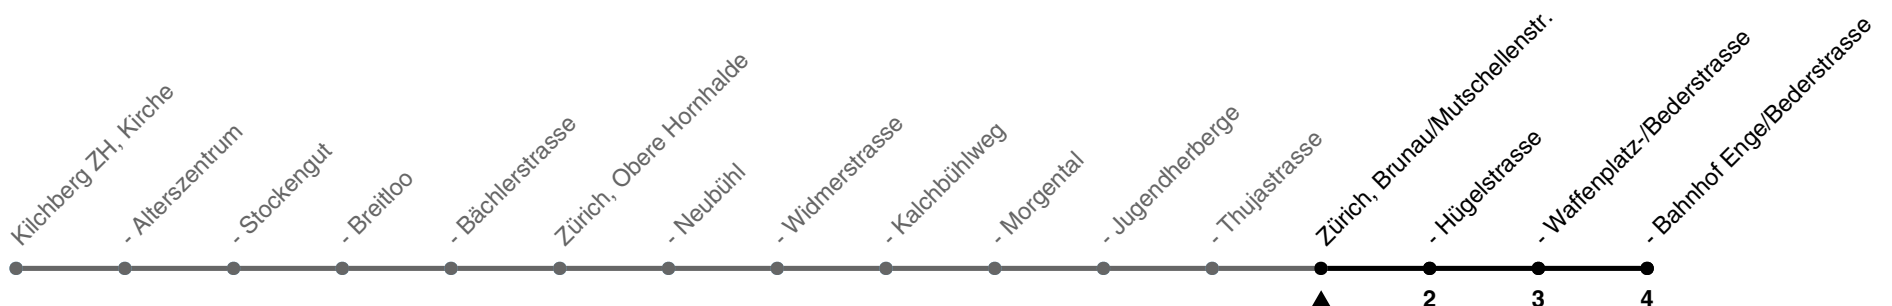 Kilchberg ZH, Kirche
- Alterszentrum
- Stockengut
- Breitloo
- Bächlerstrasse
Zürich, Obere Hornhalde
- Neubühl
- Widmerstrasse
- Kalchbühlweg
- Morgental
- Jugendherberge
- Thujastrasse
Zürich, Brunau/Mutschellenstr.
- Hügelstrasse
- Waffenplatz-/Bederstrasse
- Bahnhof Enge/Bederstrasse
2 3 4